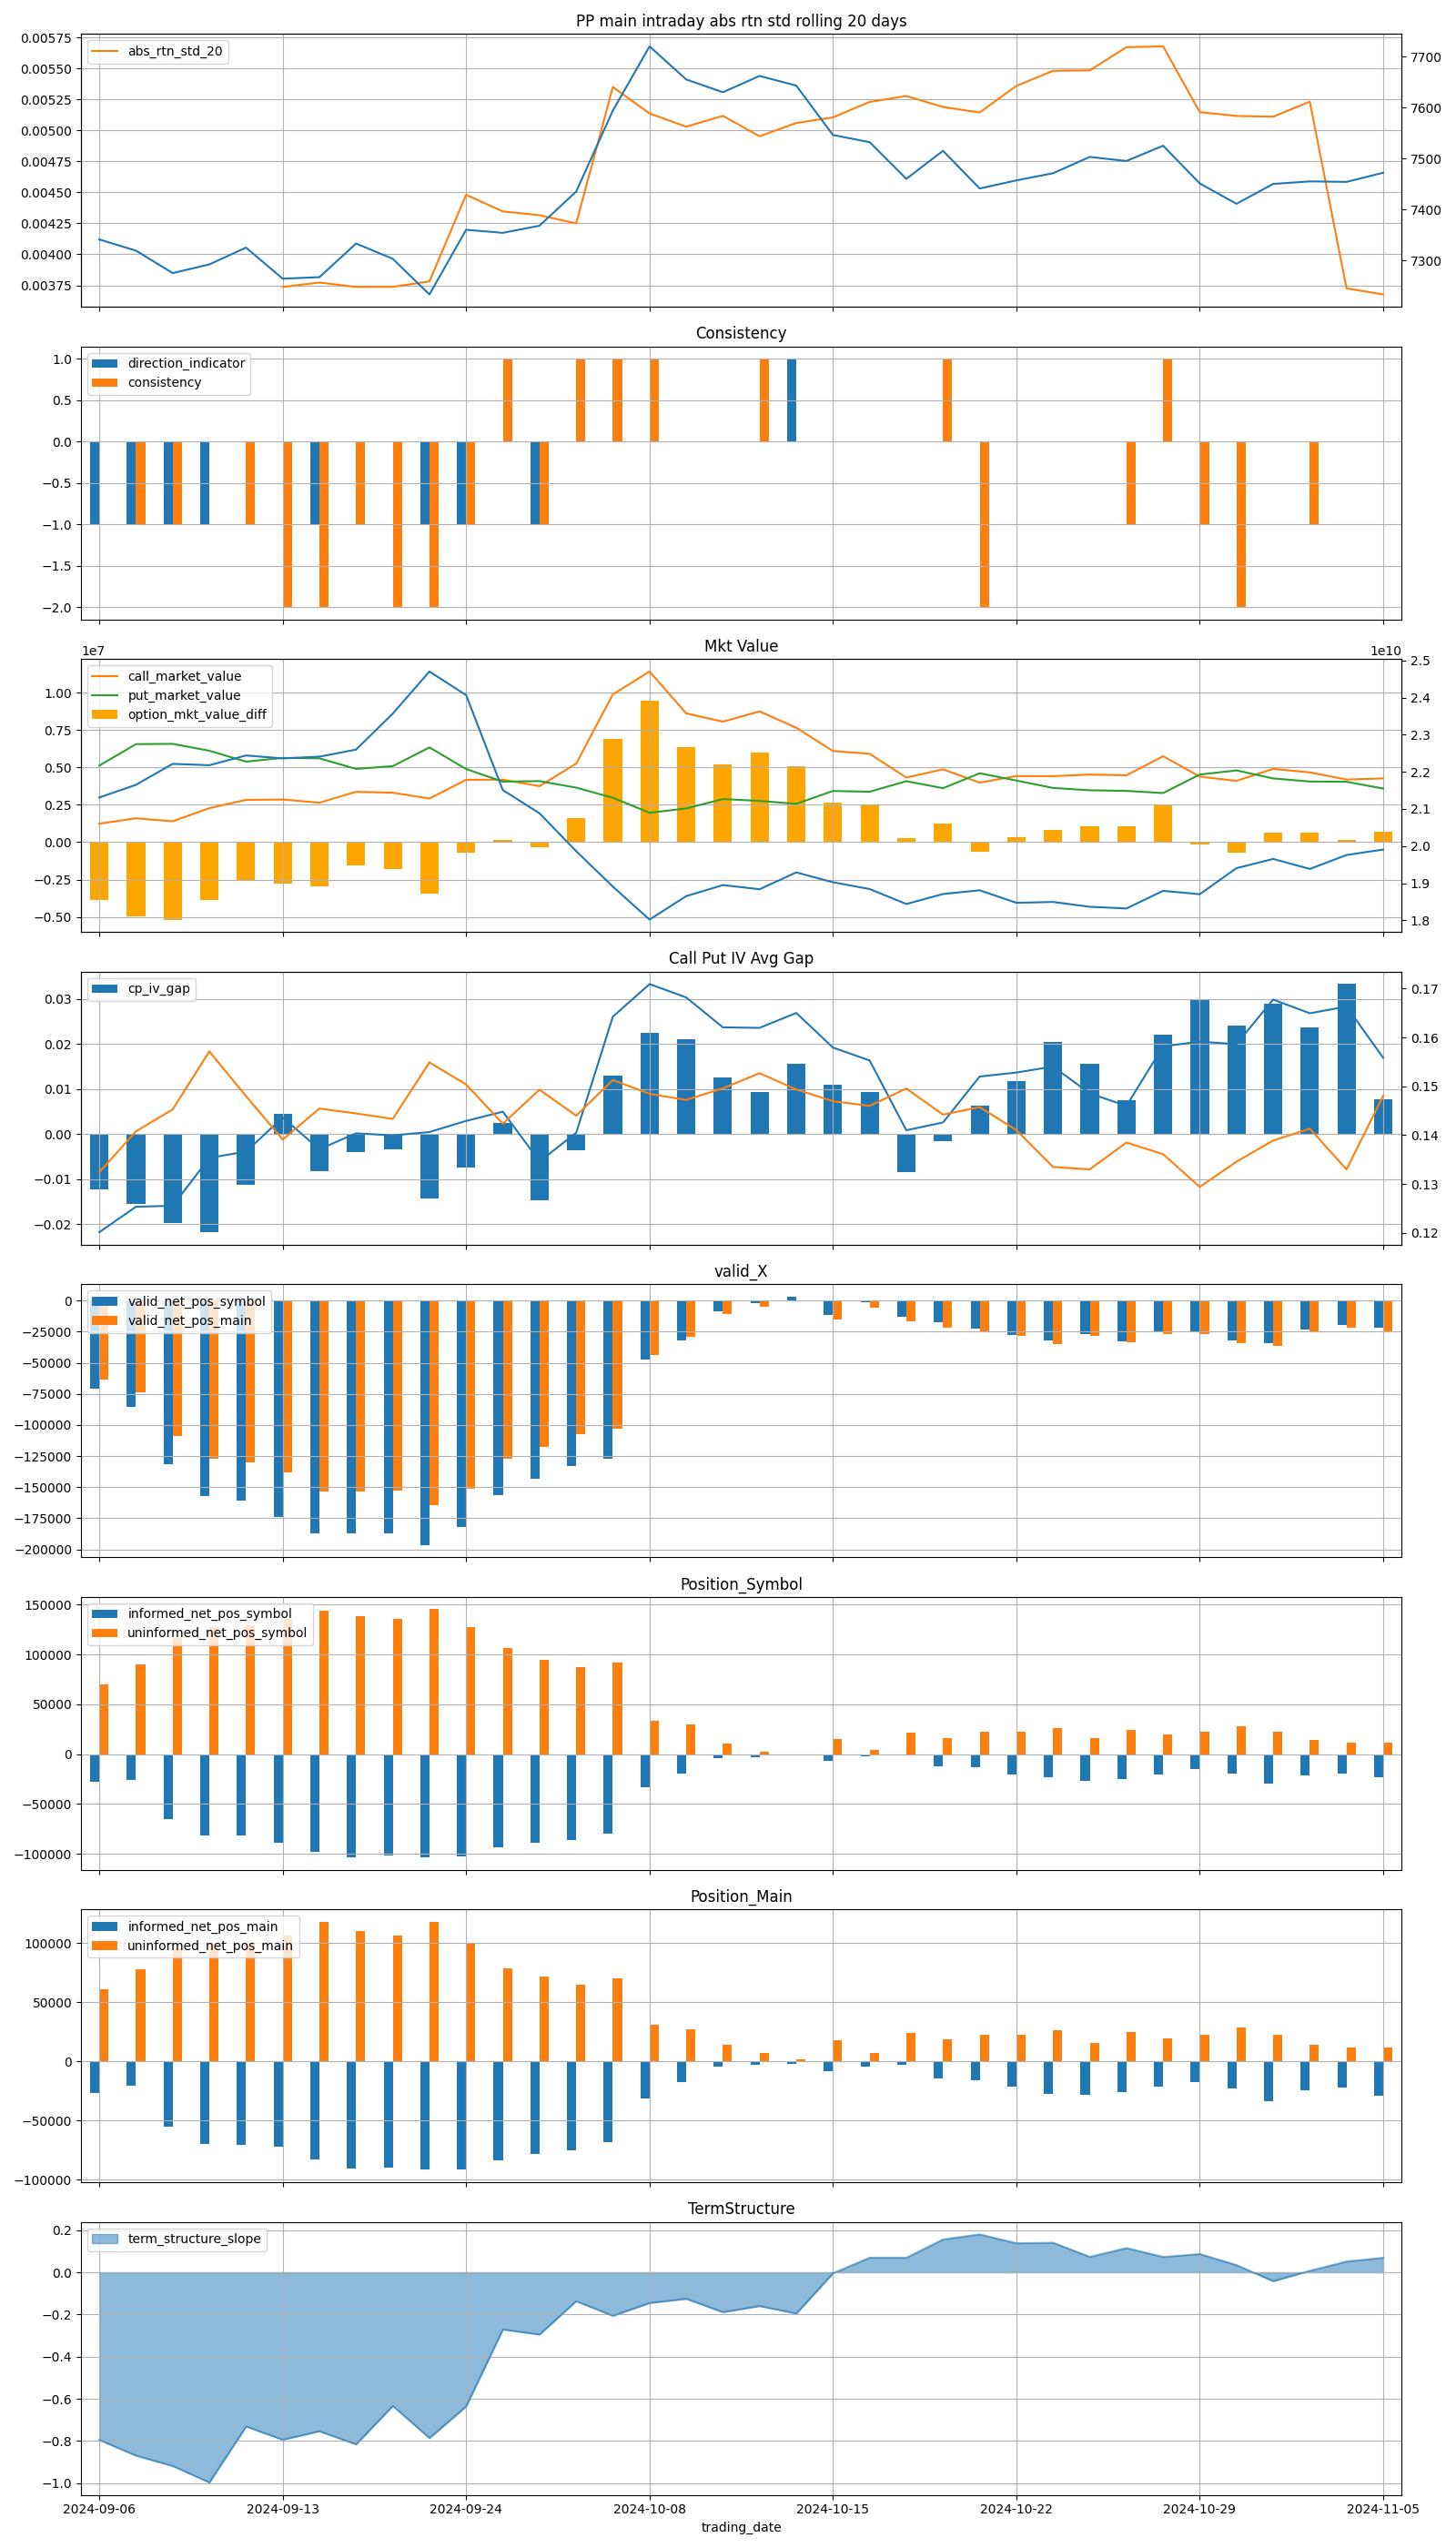 PP main intraday abs rtn std rolling 20 days
abs_rtn_std_20
0.00575
0.00550
0.00525
0.00500
0.00475
0.00450
0.00425
0.00400
0.00375
7700
7600
7500
7400
7300
Consistency
direction_indicator
consistency
1.0
0.5
0.0
−0.5
−1.0
−1.5
−2.0
Mkt Value
1e7
1e10
call_market_value
put_market_value
option_mkt_value_diff
1.00
0.75
0.50
0.25
0.00
−0.25
−0.50
2.5
2.4
2.3
2.2
2.1
2.0
1.9
1.8
Call Put IV Avg Gap
cp_iv_gap
0.03
0.02
0.01
0.00
−0.01
−0.02
0.17
0.16
0.15
0.14
0.13
0.12
valid_X
valid_net_pos_symbol
valid_net_pos_main
0
−25000
−50000
−75000
−100000
−125000
−150000
−175000
−200000
Position_Symbol
informed_net_pos_symbol
uninformed_net_pos_symbol
150000
100000
50000
0
−50000
−100000
Position_Main
informed_net_pos_main
uninformed_net_pos_main
100000
50000
0
−50000
−100000
TermStructure
term_structure_slope
0.2
0.0
−0.2
−0.4
−0.6
−0.8
−1.0
2024-09-06 2024-09-13 2024-09-24 2024-10-08 2024-10-15 2024-10-22 2024-10-29 2024-11-05
trading_date